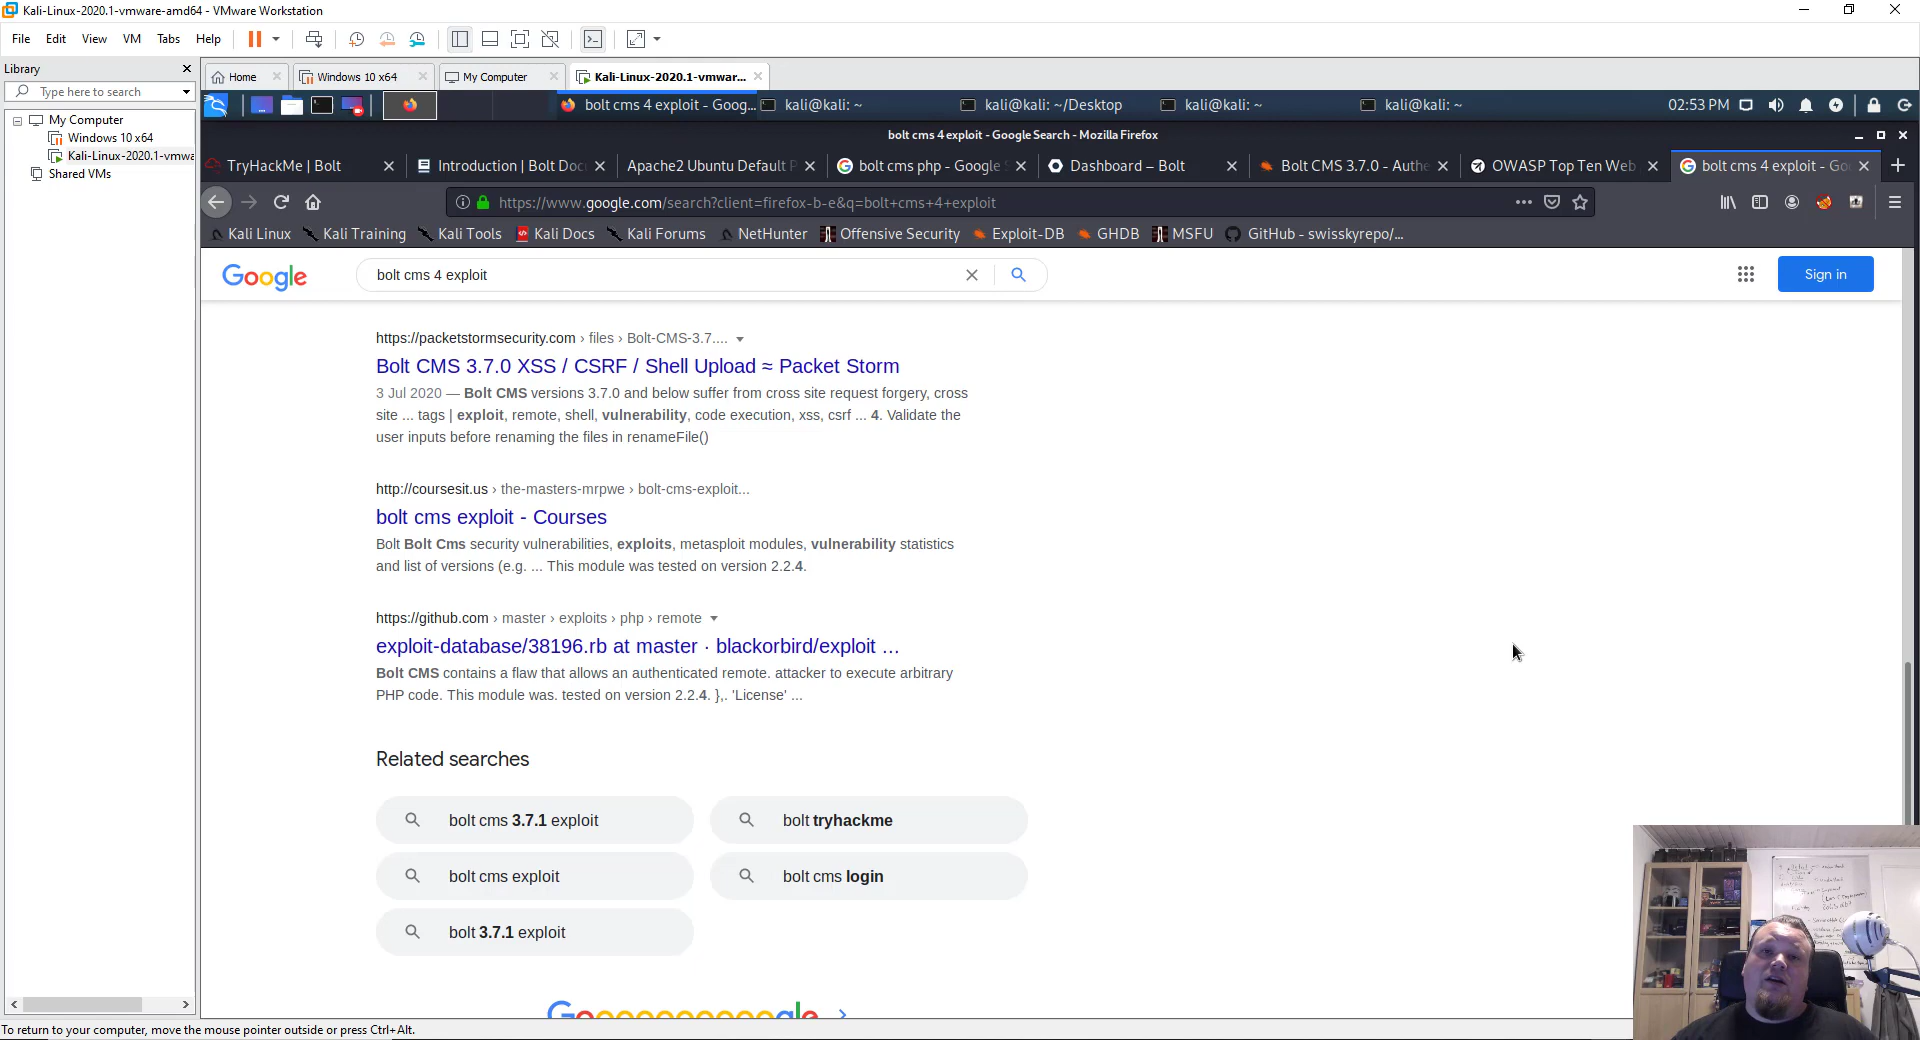 Kali-Linux-2020.1-vmware-amd64 - VMware Workstation
File Edit View VM Tabs Help
Library
Type here to search
My Computer
Windows 10 x64
Kali-Linux-2020.1-vmwa
Shared VMs
Home Windows 10 x64 My Computer Kali-Linux-2020.1-vmwar...
bolt cms 4 exploit - Goog... kali@kali: ~ kali@kali: ~/Desktop kali@kali: ~ kali@kali: ~ 02:53 PM
bolt cms 4 exploit - Google Search - Mozilla Firefox
TryHackMe | Bolt Introduction | Bolt Doc Apache2 Ubuntu Default P bolt cms php - Google S Dashboard – Bolt Bolt CMS 3.7.0 - Authe OWASP Top Ten Web bolt cms 4 exploit - Go
https://www.google.com/search?client=firefox-b-e&q=bolt+cms+4+exploit
Kali Linux Kali Training Kali Tools Kali Docs Kali Forums NetHunter Offensive Security Exploit-DB GHDB MSFU GitHub - swisskyrepo/...
Google bolt cms 4 exploit Sign in
https://packetstormsecurity.com › files › Bolt-CMS-3.7....
Bolt CMS 3.7.0 XSS / CSRF / Shell Upload ≈ Packet Storm
3 Jul 2020 — Bolt CMS versions 3.7.0 and below suffer from cross site request forgery, cross
site ... tags | exploit, remote, shell, vulnerability, code execution, xss, csrf ... 4. Validate the
user inputs before renaming the files in renameFile()
http://coursesit.us › the-masters-mrpwe › bolt-cms-exploit...
bolt cms exploit - Courses
Bolt Bolt Cms security vulnerabilities, exploits, metasploit modules, vulnerability statistics
and list of versions (e.g. ... This module was tested on version 2.2.4.
https://github.com › master › exploits › php › remote
exploit-database/38196.rb at master · blackorbird/exploit ...
Bolt CMS contains a flaw that allows an authenticated remote. attacker to execute arbitrary
PHP code. This module was. tested on version 2.2.4. },. 'License' ...
Related searches
bolt cms 3.7.1 exploit bolt tryhackme
bolt cms exploit bolt cms login
bolt 3.7.1 exploit
Goooooooooogle
To return to your computer, move the mouse pointer outside or press Ctrl+Alt.